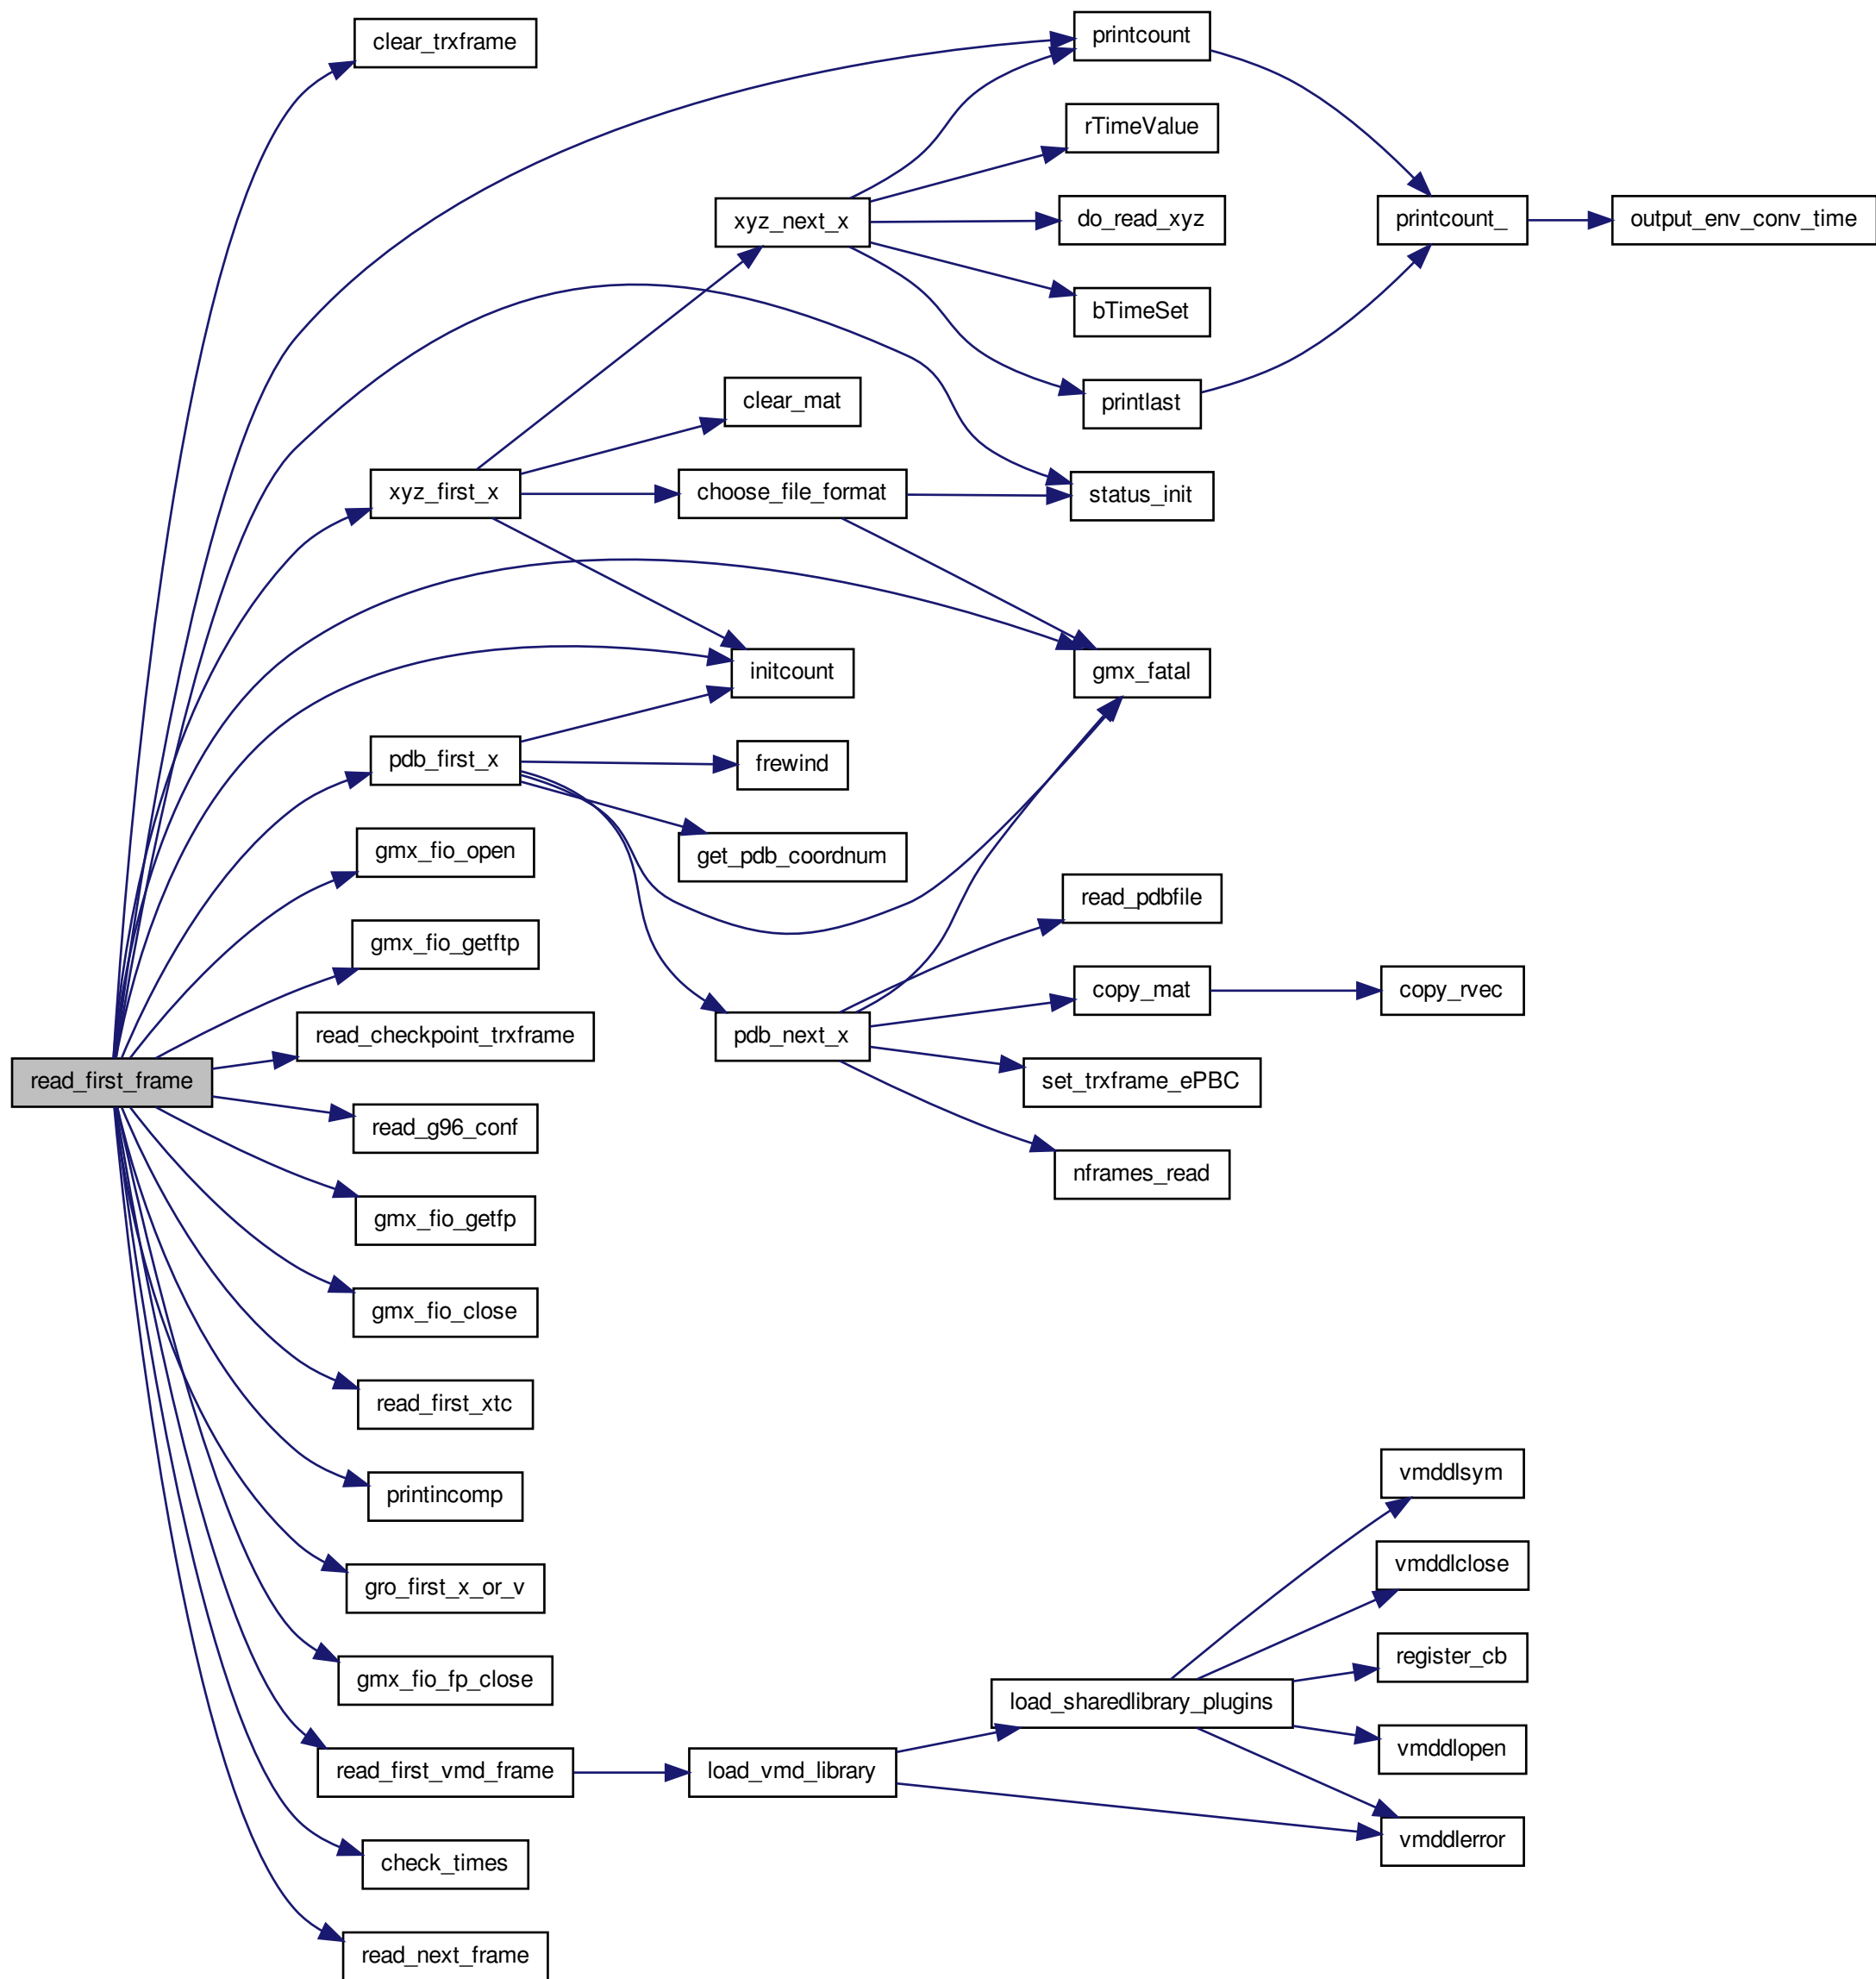 clear_trxframe
printcount
rTimeValue
xyz_next_x
do_read_xyz
printcount_
output_env_conv_time
bTimeSet
clear_mat
printlast
xyz_first_x
choose_file_format
status_init
initcount
gmx_fatal
pdb_first_x
frewind
gmx_fio_open
get_pdb_coordnum
read_pdbfile
gmx_fio_getftp
copy_mat
copy_rvec
read_checkpoint_trxframe
pdb_next_x
read_first_frame
set_trxframe_ePBC
read_g96_conf
nframes_read
gmx_fio_getfp
gmx_fio_close
read_first_xtc
vmddlsym
printincomp
vmddlclose
gro_first_x_or_v
register_cb
gmx_fio_fp_close
load_sharedlibrary_plugins
vmddlopen
read_first_vmd_frame
load_vmd_library
vmddlerror
check_times
read_next_frame